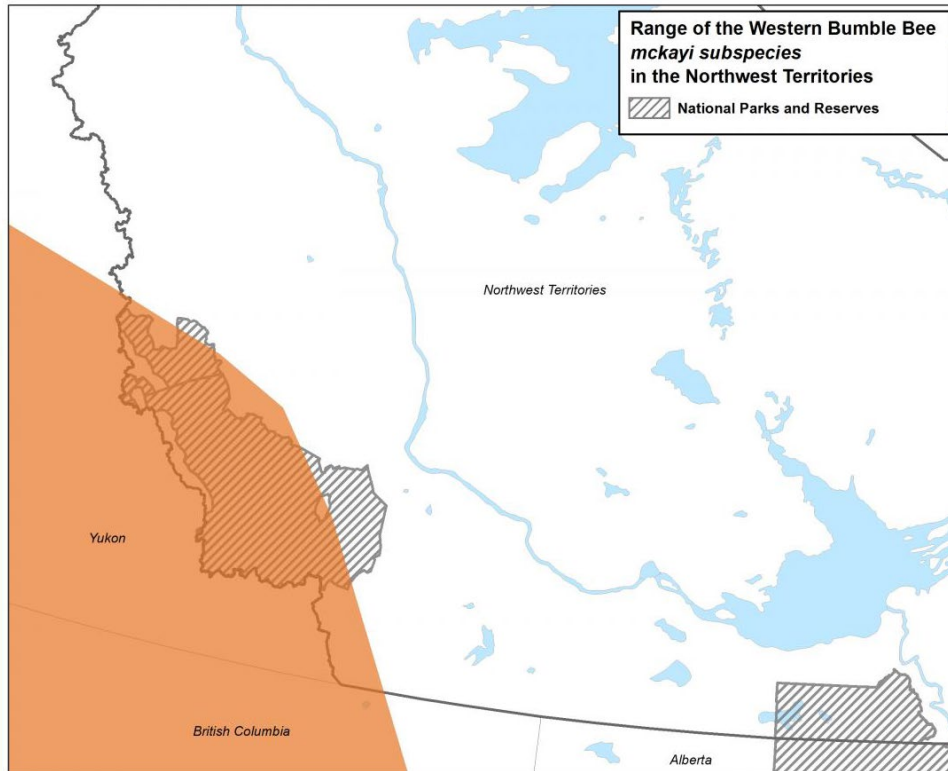 Range of the Western Bumble Bee
mckayi subspecies
in the Northwest Territories
National Parks and Reserves
Northwest Territories
Yukon
British Columbia
Alberta